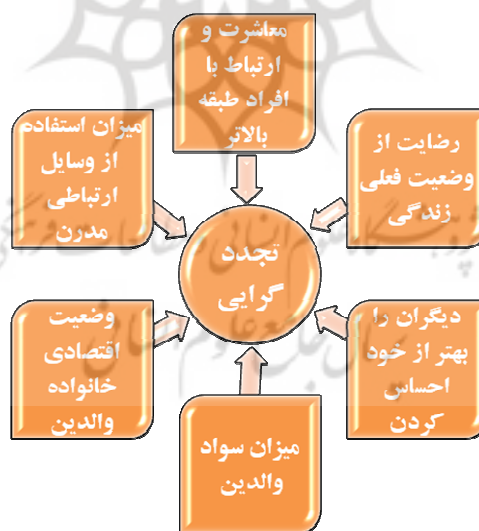 معاشرت و
ارتباط با
افراد طبقه
بالاتر
رضایت از
وضعیت فعلی
زندگی
میزان استفاده
از وسایل
ارتباطی
مدرن
تجدد
گرایی
دیگران را
بهتر از خود
احساس
کردن
وضعیت
اقتصادی
خانواده
والدین
میزان سواد
والدین